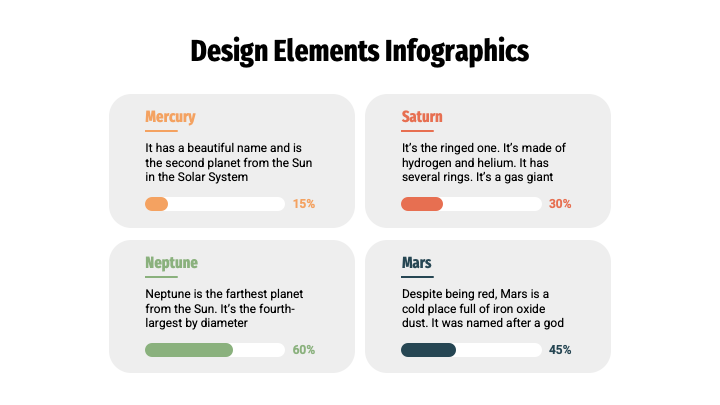 Design Elements Infographics
Mercury
It has a beautiful name and is
the second planet from the Sun
in the Solar System
15%
Saturn
It's the ringed one. It's made of
hydrogen and helium. It has
several rings. It's a gas giant
30%
Neptune
Neptune is the farthest planet
from the Sun. It's the fourth-
largest by diameter
60%
Mars
Despite being red, Mars is a
cold place full of iron oxide
dust. It was named after a god
45%